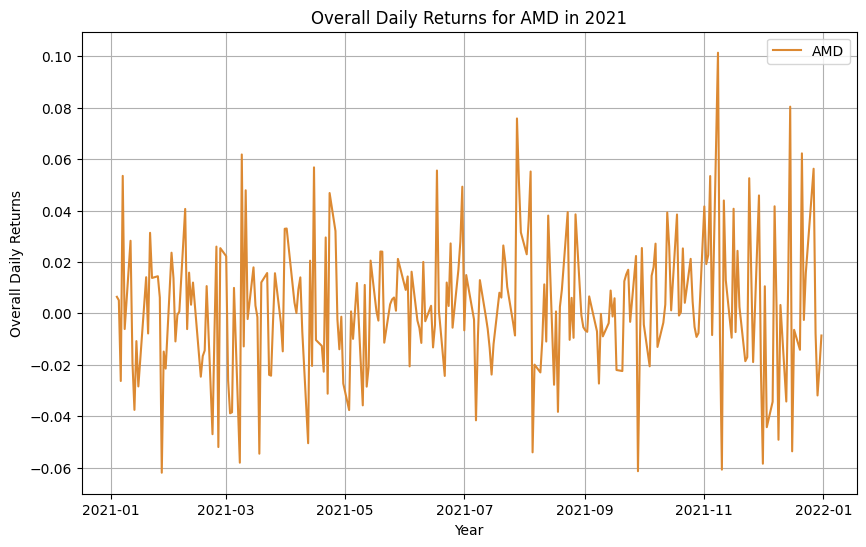 Overall Daily Returns for AMD in 2021
AMD
0.10
0.08
0.06
0.04
0.02
0.00
−0.02
−0.04
−0.06
Overall Daily Returns
2021-01 2021-03 2021-05 2021-07 2021-09 2021-11 2022-01
Year